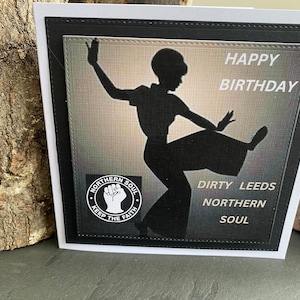 HAPPY
BIRTHDAY
DIRTY LEEDS
NORTHERN
SOUL
NORTHERN SOUL
KEEP THE FAITH